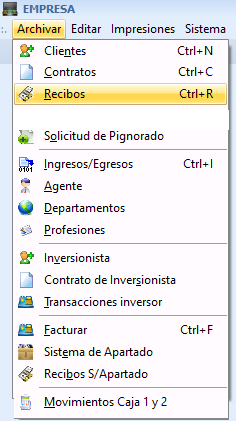 EMPRESA
Archivar Editar Impresiones Sistema
Clientes Ctrl+N
Contratos Ctrl+C
Recibos Ctrl+R
Solicitud de Pignorado
Ingresos/Egresos Ctrl+I
Agente
Departamentos
Profesiones
Inversionista
Contrato de Inversionista
Transacciones inversor
Facturar Ctrl+F
Sistema de Apartado
Recibos S/Apartado
Movimientos Caja 1 y 2